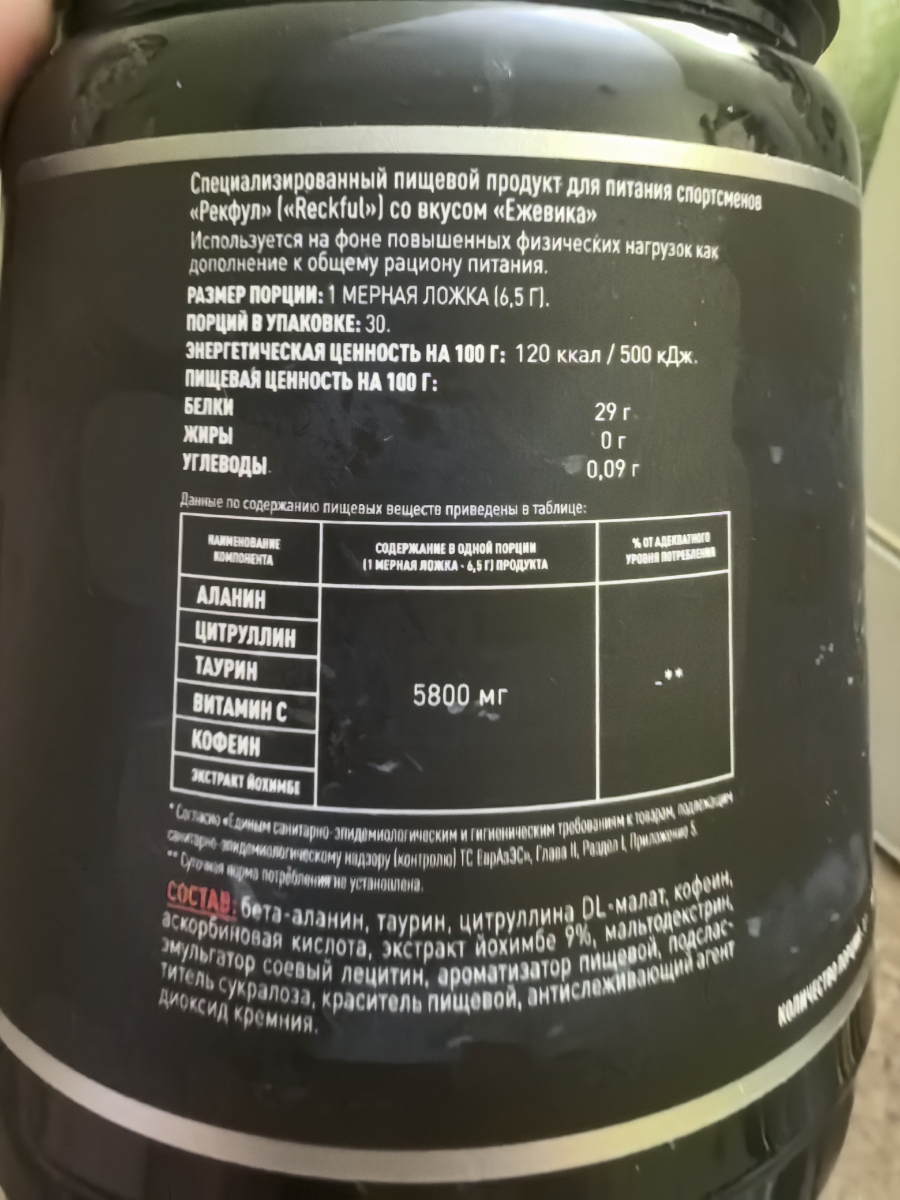 Специализированный пищевой продукт для питания спортсменов
«Рекфул» («Reckful») со вкусом «Ежевика»
Используется на фоне повышенных физических нагрузок как
дополнение к общему рациону питания.
РАЗМЕР ПОРЦИИ: 1 МЕРНАЯ ЛОЖКА (6,5 Г).
ПОРЦИЙ В УПАКОВКЕ: 30.
ЭНЕРГЕТИЧЕСКАЯ ЦЕННОСТЬ НА 100 Г: 120 ккал / 500 кДж.
ПИЩЕВАЯ ЦЕННОСТЬ НА 100 Г:
БЕЛКИ 29 г
ЖИРЫ 0 г
УГЛЕВОДЫ 0,09 г
Данные по содержанию пищевых веществ приведены в таблице:
НАИМЕНОВАНИЕ
КОМПОНЕНТА
СОДЕРЖАНИЕ В ОДНОЙ ПОРЦИИ
(1 МЕРНАЯ ЛОЖКА - 6,5 Г) ПРОДУКТА
% ОТ АДЕКВАТНОГО
УРОВНЯ ПОТРЕБЛЕНИЯ
АЛАНИН
ЦИТРУЛЛИН
ТАУРИН
ВИТАМИН С
КОФЕИН
ЭКСТРАКТ ЙОХИМБЕ
5800 мг
-**
* Согласно «Единым санитарно-эпидемиологическим и гигиеническим требованиям к товарам, подлежащим
санитарно-эпидемиологическому надзору (контролю) ТС ЕврАзЭС», Глава II, Раздел I, Приложение 5.
** Суточная норма потребления не установлена.
СОСТАВ: бета-аланин, таурин, цитруллина DL-малат, кофеин,
аскорбиновая кислота, экстракт йохимбе 9%, мальтодекстрин,
эмульгатор соевый лецитин, ароматизатор пищевой, подслас-
титель сукралоза, краситель пищевой, антислеживающий агент
диоксид кремния.
КОЛИЧЕСТВО